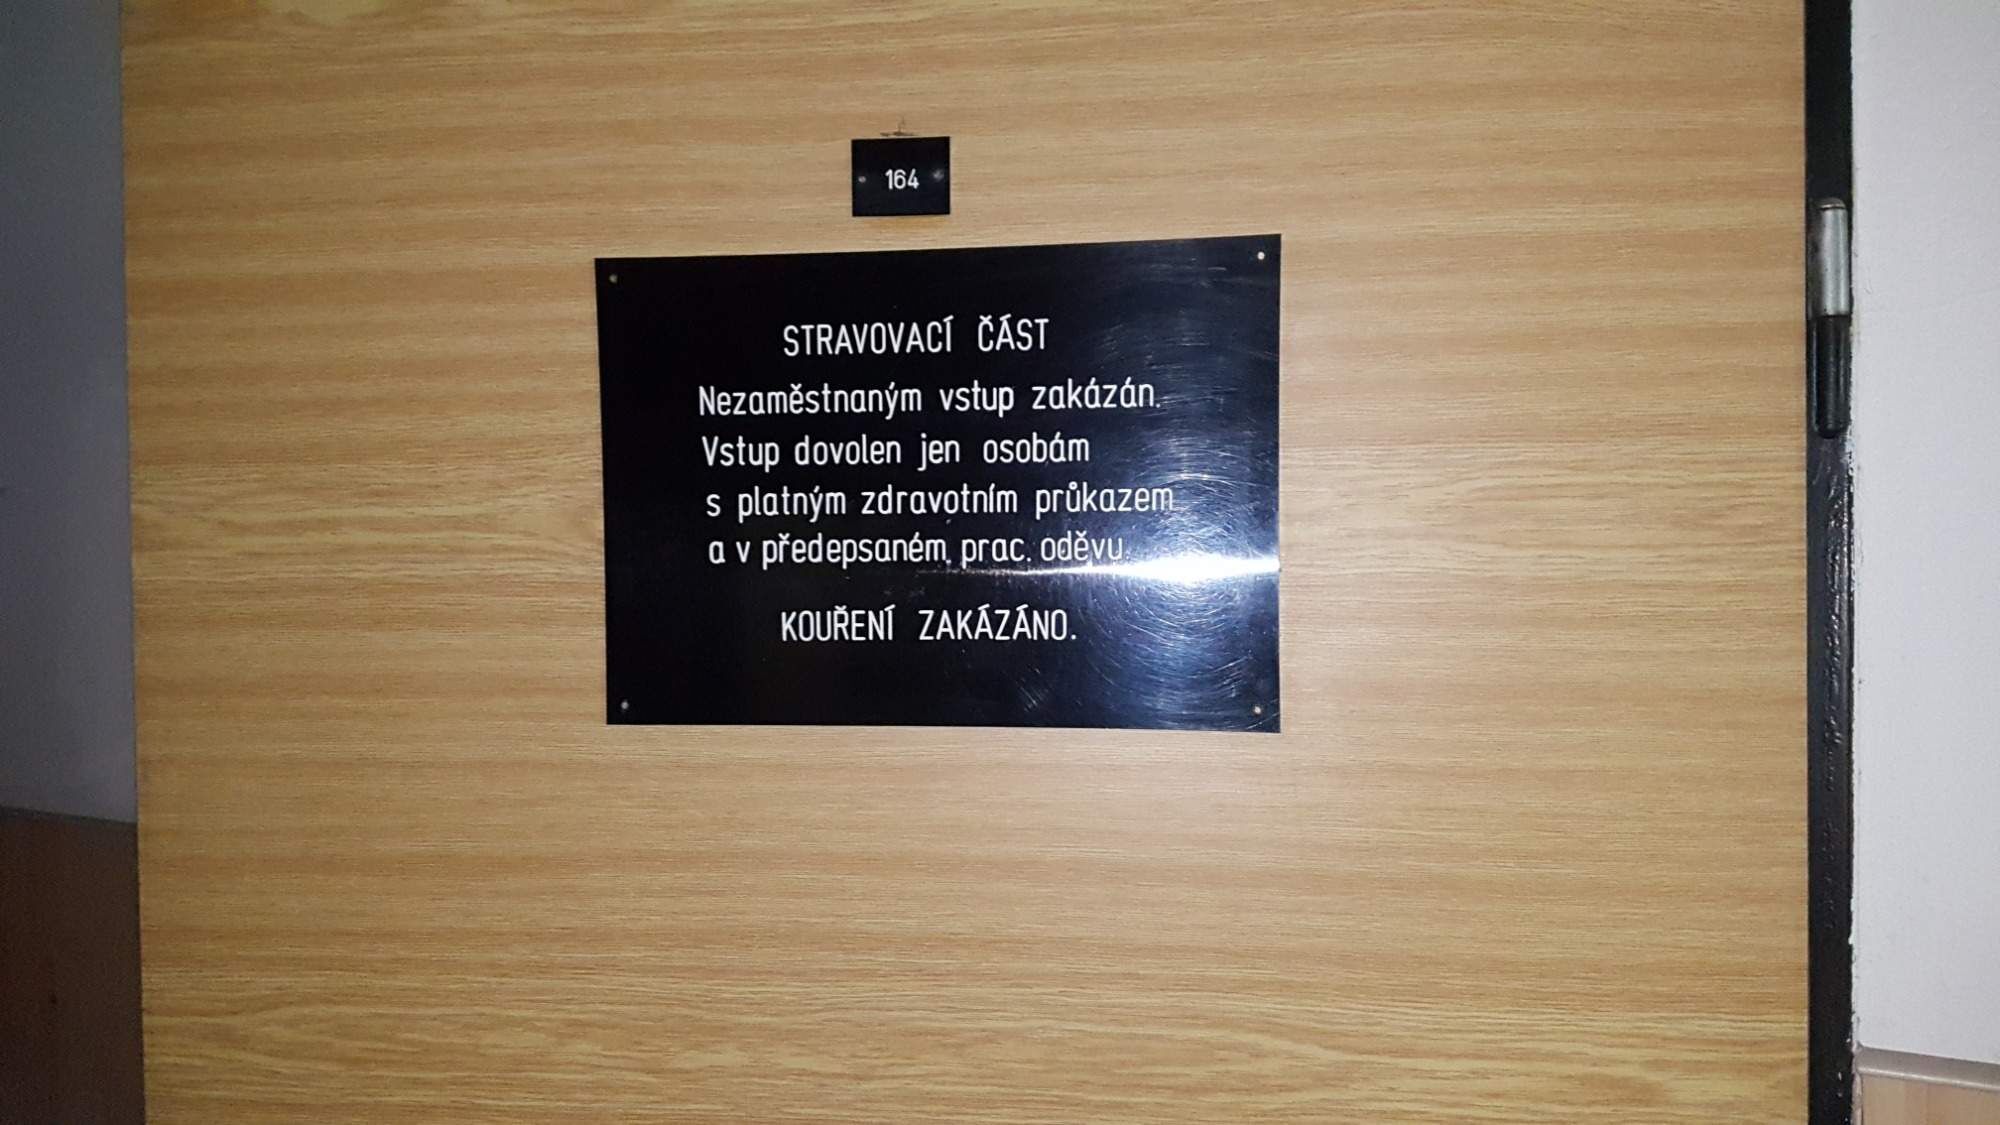 164
STRAVOVACÍ ČÁST
Nezaměstnaným vstup zakázán.
Vstup dovolen jen osobám
s platným zdravotním průkazem
a v předepsaném. prac. oděvu.
KOUŘENÍ ZAKÁZÁNO.